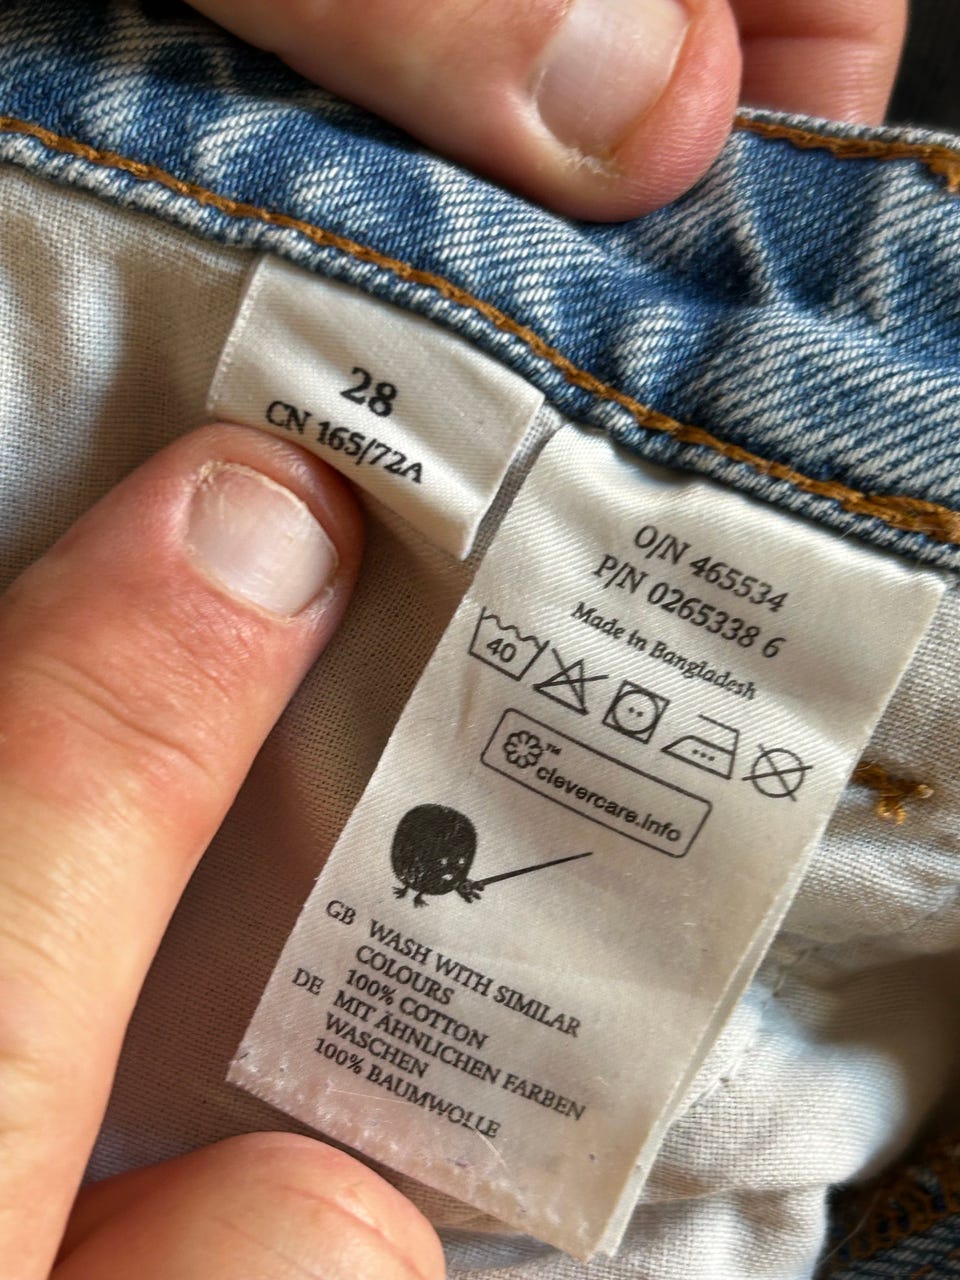 28
CN 165/72A
O/N 465534
P/N 0265338 6
Made in Bangladesh
40
™ clevercare.info
GB WASH WITH SIMILAR
COLOURS
100% COTTON
DE MIT ÄHNLICHEN FARBEN
WASCHEN
100% BAUMWOLLE